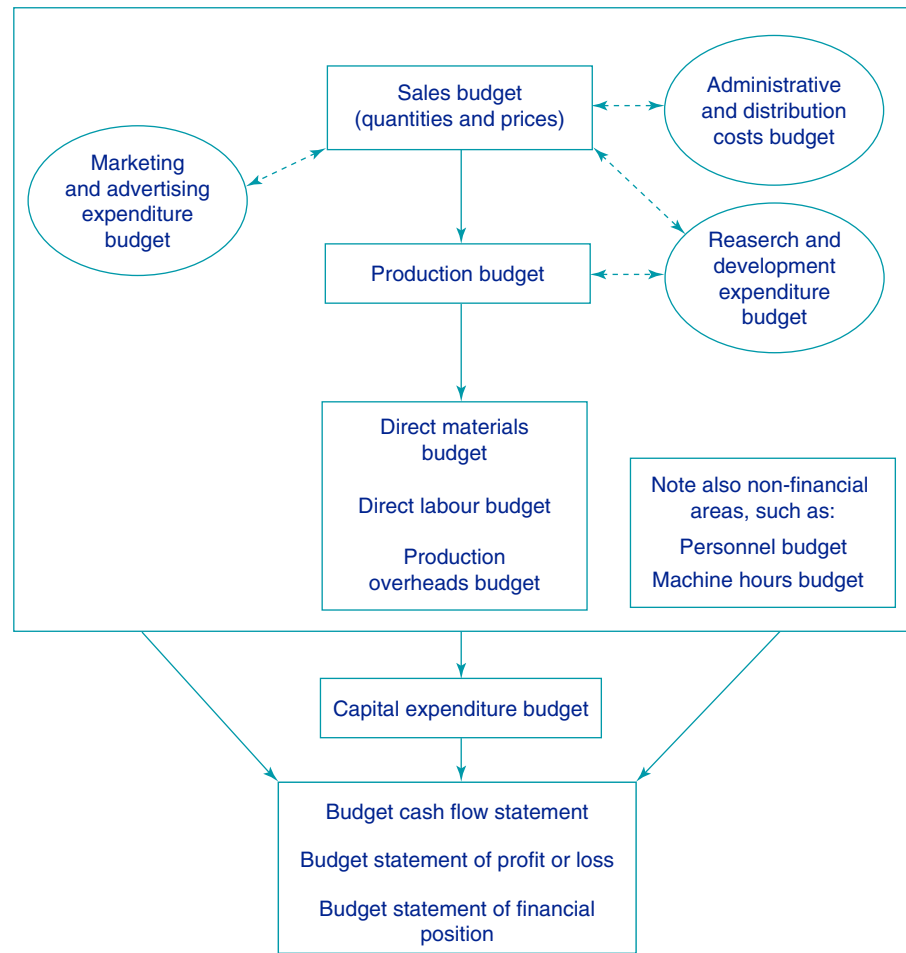 Sales budget
(quantities and prices)
Administrative
and distribution
costs budget
Marketing
and advertising
expenditure
budget
Production budget
Reaserch and
development
expenditure
budget
Direct materials
budget
Direct labour budget
Production
overheads budget
Note also non-financial
areas, such as:
Personnel budget
Machine hours budget
Capital expenditure budget
Budget cash flow statement
Budget statement of profit or loss
Budget statement of financial
position